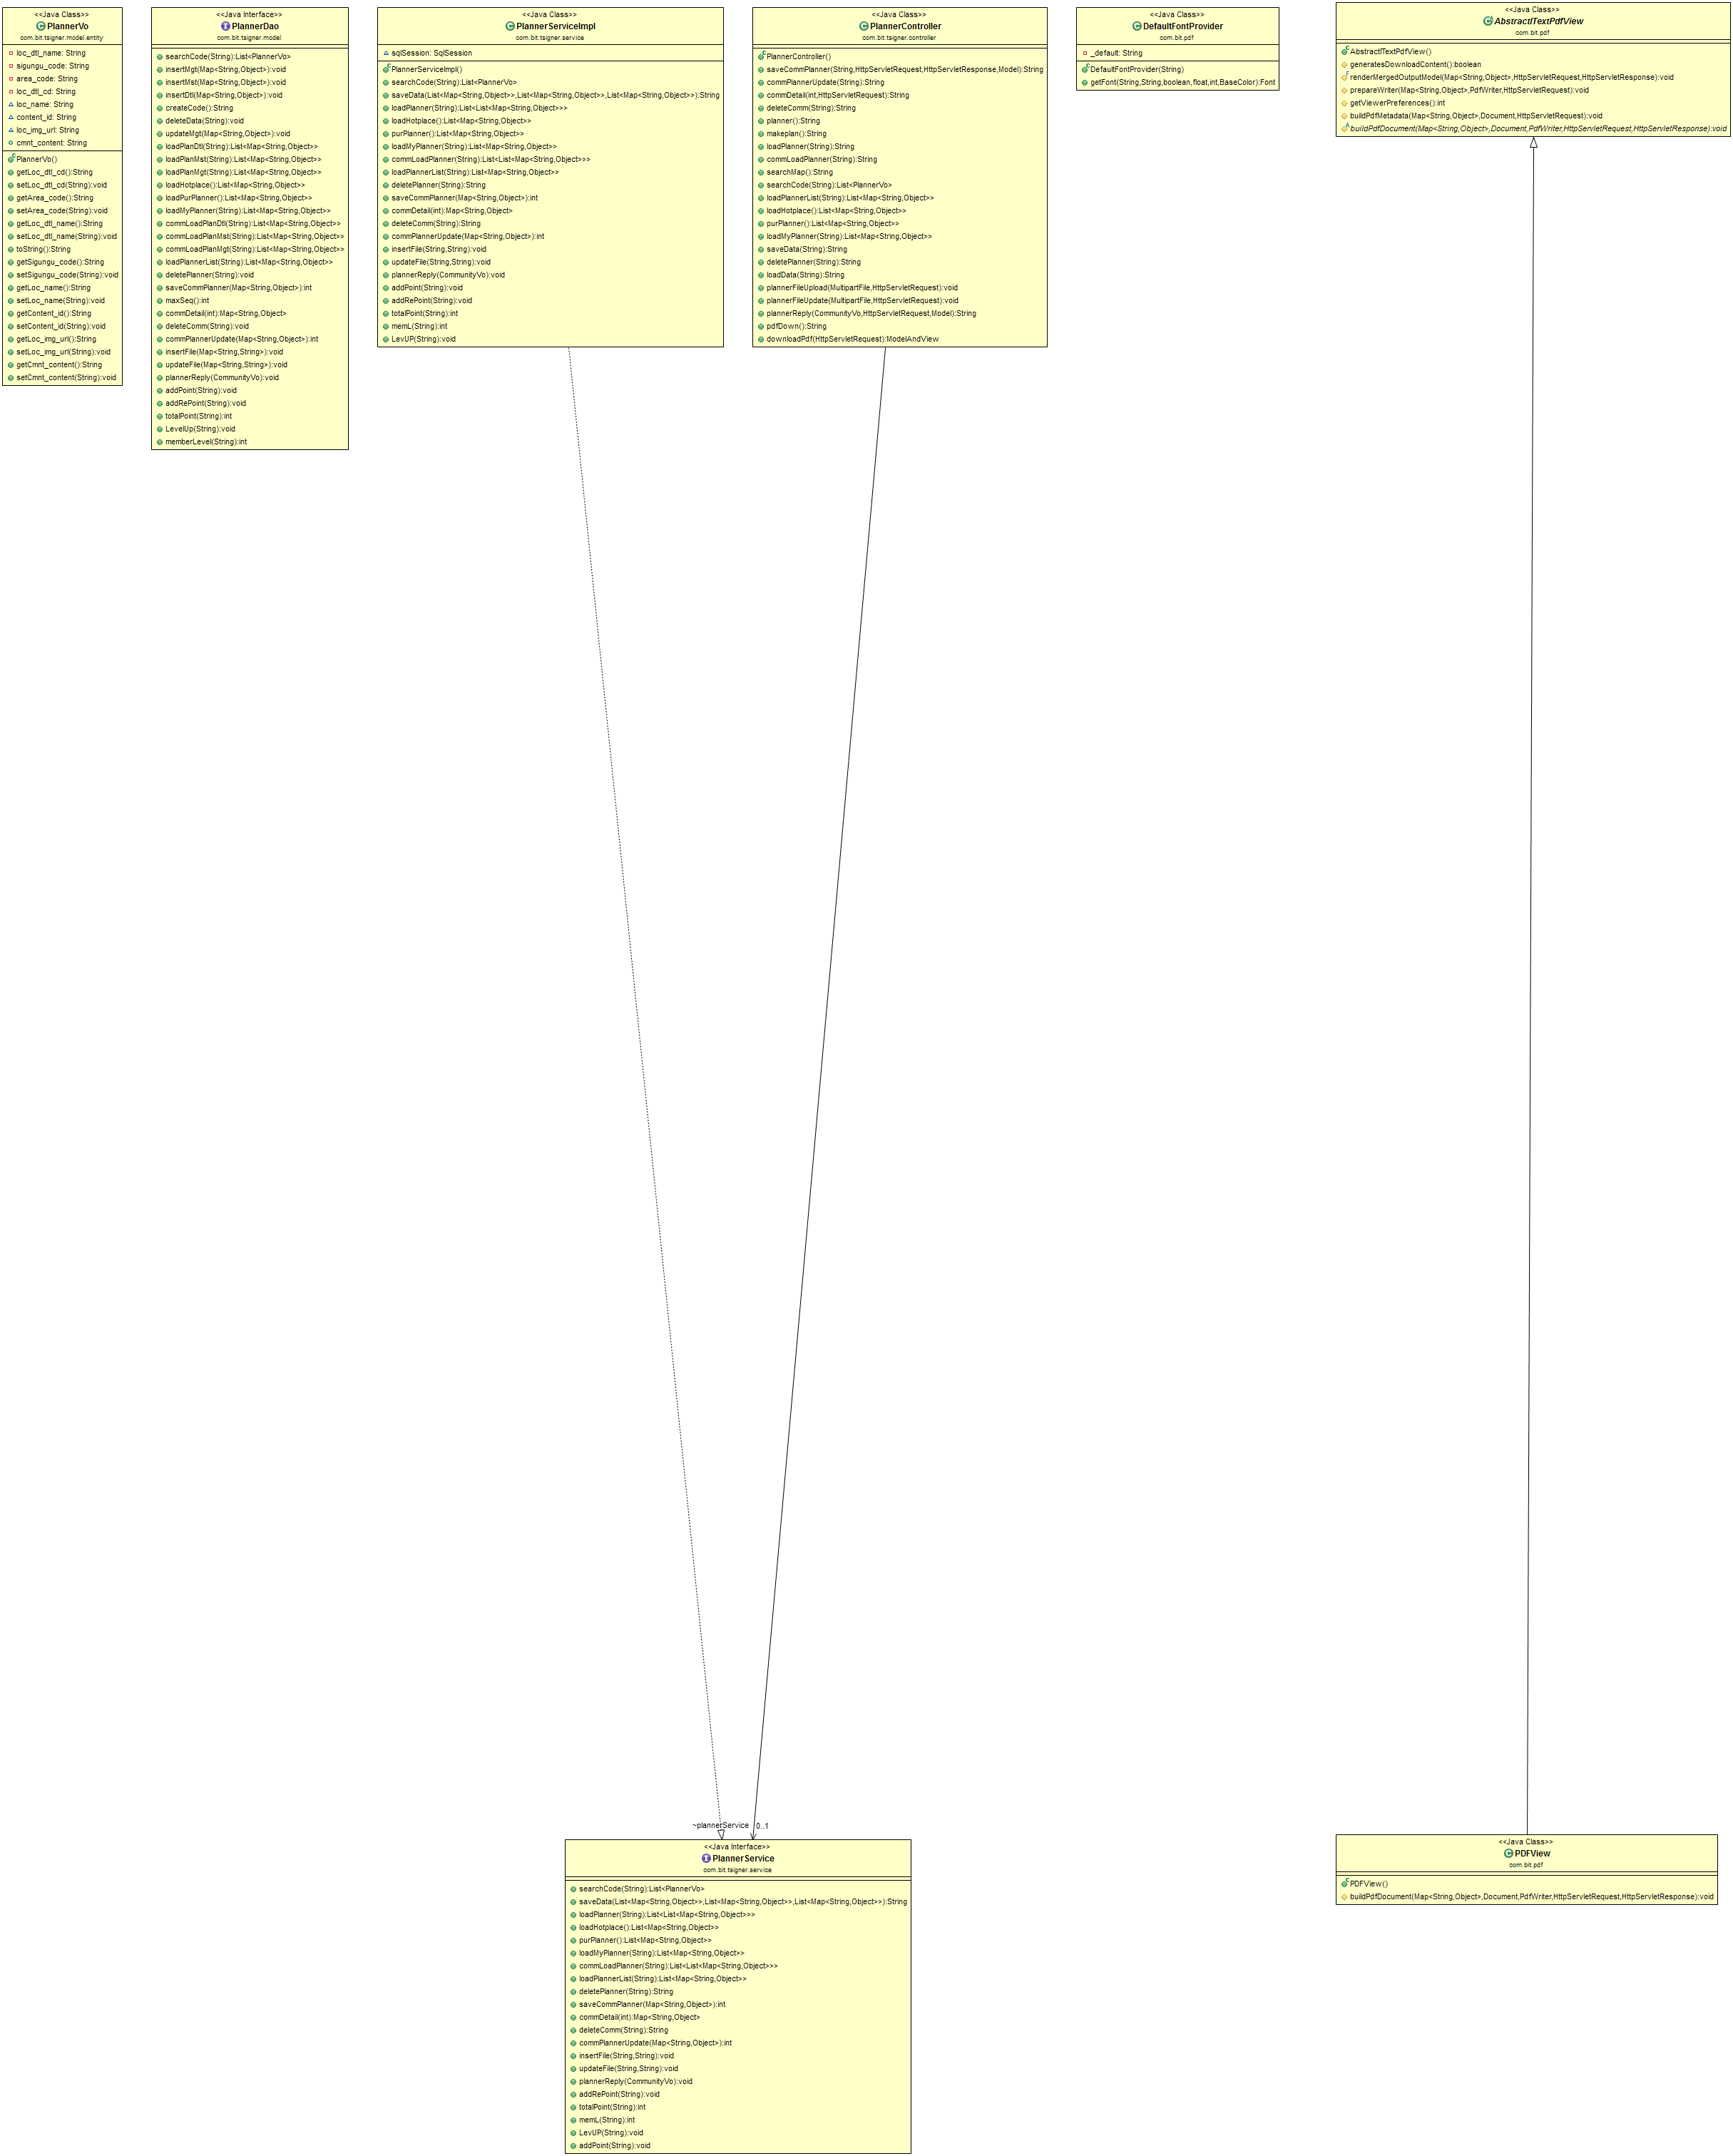 <<Java Class>>
PlannerVo
com.bit.tsigner.model.entity
loc_dtl_name: String
sigungu_code: String
area_code: String
loc_dtl_cd: String
loc_name: String
content_id: String
loc_img_url: String
cmnt_content: String
PlannerVo()
getLoc_dtl_cd():String
setLoc_dtl_cd(String):void
getArea_code():String
setArea_code(String):void
getLoc_dtl_name():String
setLoc_dtl_name(String):void
toString():String
getSigungu_code():String
setSigungu_code(String):void
getLoc_name():String
setLoc_name(String):void
getContent_id():String
setContent_id(String):void
getLoc_img_url():String
setLoc_img_url(String):void
getCmnt_content():String
setCmnt_content(String):void
<<Java Interface>>
PlannerDao
com.bit.tsigner.model
searchCode(String):List<PlannerVo>
insertMgt(Map<String,Object>):void
insertMst(Map<String,Object>):void
insertDtl(Map<String,Object>):void
createCode():String
deleteData(String):void
updateMgt(Map<String,Object>):void
loadPlanDtl(String):List<Map<String,Object>>
loadPlanMst(String):List<Map<String,Object>>
loadPlanMgt(String):List<Map<String,Object>>
loadHotplace():List<Map<String,Object>>
loadPurPlanner():List<Map<String,Object>>
loadMyPlanner(String):List<Map<String,Object>>
commLoadPlanDtl(String):List<Map<String,Object>>
commLoadPlanMst(String):List<Map<String,Object>>
commLoadPlanMgt(String):List<Map<String,Object>>
loadPlannerList(String):List<Map<String,Object>>
deletePlanner(String):void
saveCommPlanner(Map<String,Object>):int
maxSeq():int
commDetail(int):Map<String,Object>
deleteComm(String):void
commPlannerUpdate(Map<String,Object>):int
insertFile(Map<String,String>):void
updateFile(Map<String,String>):void
plannerReply(CommunityVo):void
addPoint(String):void
addRePoint(String):void
totalPoint(String):int
LevelUp(String):void
memberLevel(String):int
<<Java Class>>
PlannerServiceImpl
com.bit.tsigner.service
sqlSession: SqlSession
PlannerServiceImpl()
searchCode(String):List<PlannerVo>
saveData(List<Map<String,Object>>,List<Map<String,Object>>,List<Map<String,Object>>):String
loadPlanner(String):List<List<Map<String,Object>>>
loadHotplace():List<Map<String,Object>>
purPlanner():List<Map<String,Object>>
loadMyPlanner(String):List<Map<String,Object>>
commLoadPlanner(String):List<List<Map<String,Object>>>
loadPlannerList(String):List<Map<String,Object>>
deletePlanner(String):String
saveCommPlanner(Map<String,Object>):int
commDetail(int):Map<String,Object>
deleteComm(String):String
commPlannerUpdate(Map<String,Object>):int
insertFile(String,String):void
updateFile(String,String):void
plannerReply(CommunityVo):void
addPoint(String):void
addRePoint(String):void
totalPoint(String):int
memL(String):int
LevUP(String):void
<<Java Class>>
PlannerController
com.bit.tsigner.controller
PlannerController()
saveCommPlanner(String,HttpServletRequest,HttpServletResponse,Model):String
commPlannerUpdate(String):String
commDetail(int,HttpServletRequest):String
deleteComm(String):String
planner():String
makeplan():String
loadPlanner(String):String
commLoadPlanner(String):String
searchMap():String
searchCode(String):List<PlannerVo>
loadPlannerList(String):List<Map<String,Object>>
loadHotplace():List<Map<String,Object>>
purPlanner():List<Map<String,Object>>
loadMyPlanner(String):List<Map<String,Object>>
saveData(String):String
deletePlanner(String):String
loadData(String):String
plannerFileUpload(MultipartFile,HttpServletRequest):void
plannerFileUpdate(MultipartFile,HttpServletRequest):void
plannerReply(CommunityVo,HttpServletRequest,Model):String
pdfDown():String
downloadPdf(HttpServletRequest):ModelAndView
<<Java Class>>
DefaultFontProvider
com.bit.pdf
_default: String
DefaultFontProvider(String)
getFont(String,String,boolean,float,int,BaseColor):Font
<<Java Class>>
AbstractITextPdfView
com.bit.pdf
AbstractITextPdfView()
generatesDownloadContent():boolean
renderMergedOutputModel(Map<String,Object>,HttpServletRequest,HttpServletResponse):void
prepareWriter(Map<String,Object>,PdfWriter,HttpServletRequest):void
getViewerPreferences():int
buildPdfMetadata(Map<String,Object>,Document,HttpServletRequest):void
buildPdfDocument(Map<String,Object>,Document,PdfWriter,HttpServletRequest,HttpServletResponse):void
~plannerService 0..1
<<Java Interface>>
PlannerService
com.bit.tsigner.service
searchCode(String):List<PlannerVo>
saveData(List<Map<String,Object>>,List<Map<String,Object>>,List<Map<String,Object>>):String
loadPlanner(String):List<List<Map<String,Object>>>
loadHotplace():List<Map<String,Object>>
purPlanner():List<Map<String,Object>>
loadMyPlanner(String):List<Map<String,Object>>
commLoadPlanner(String):List<List<Map<String,Object>>>
loadPlannerList(String):List<Map<String,Object>>
deletePlanner(String):String
saveCommPlanner(Map<String,Object>):int
commDetail(int):Map<String,Object>
deleteComm(String):String
commPlannerUpdate(Map<String,Object>):int
insertFile(String,String):void
updateFile(String,String):void
plannerReply(CommunityVo):void
addRePoint(String):void
totalPoint(String):int
memL(String):int
LevUP(String):void
addPoint(String):void
<<Java Class>>
PDFView
com.bit.pdf
PDFView()
buildPdfDocument(Map<String,Object>,Document,PdfWriter,HttpServletRequest,HttpServletResponse):void